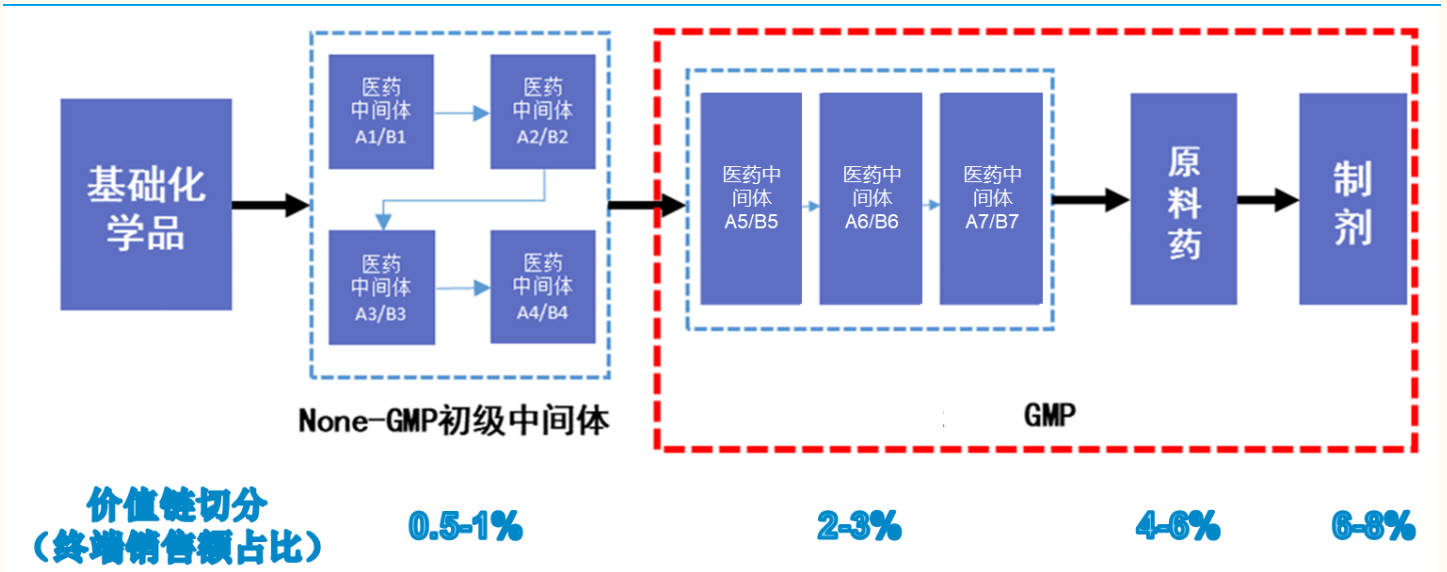 基础化
学品
医药
中间体
A1/B1
医药
中间体
A2/B2
医药
中间体
A3/B3
医药
中间体
A4/B4
None-GMP初级中间体
医药中
间体
A5/B5
医药中
间体
A6/B6
医药中
间体
A7/B7
原
料
药
制
剂
GMP
价值链切分
（终端销售额占比）
0.5-1%
2-3%
4-6%
6-8%